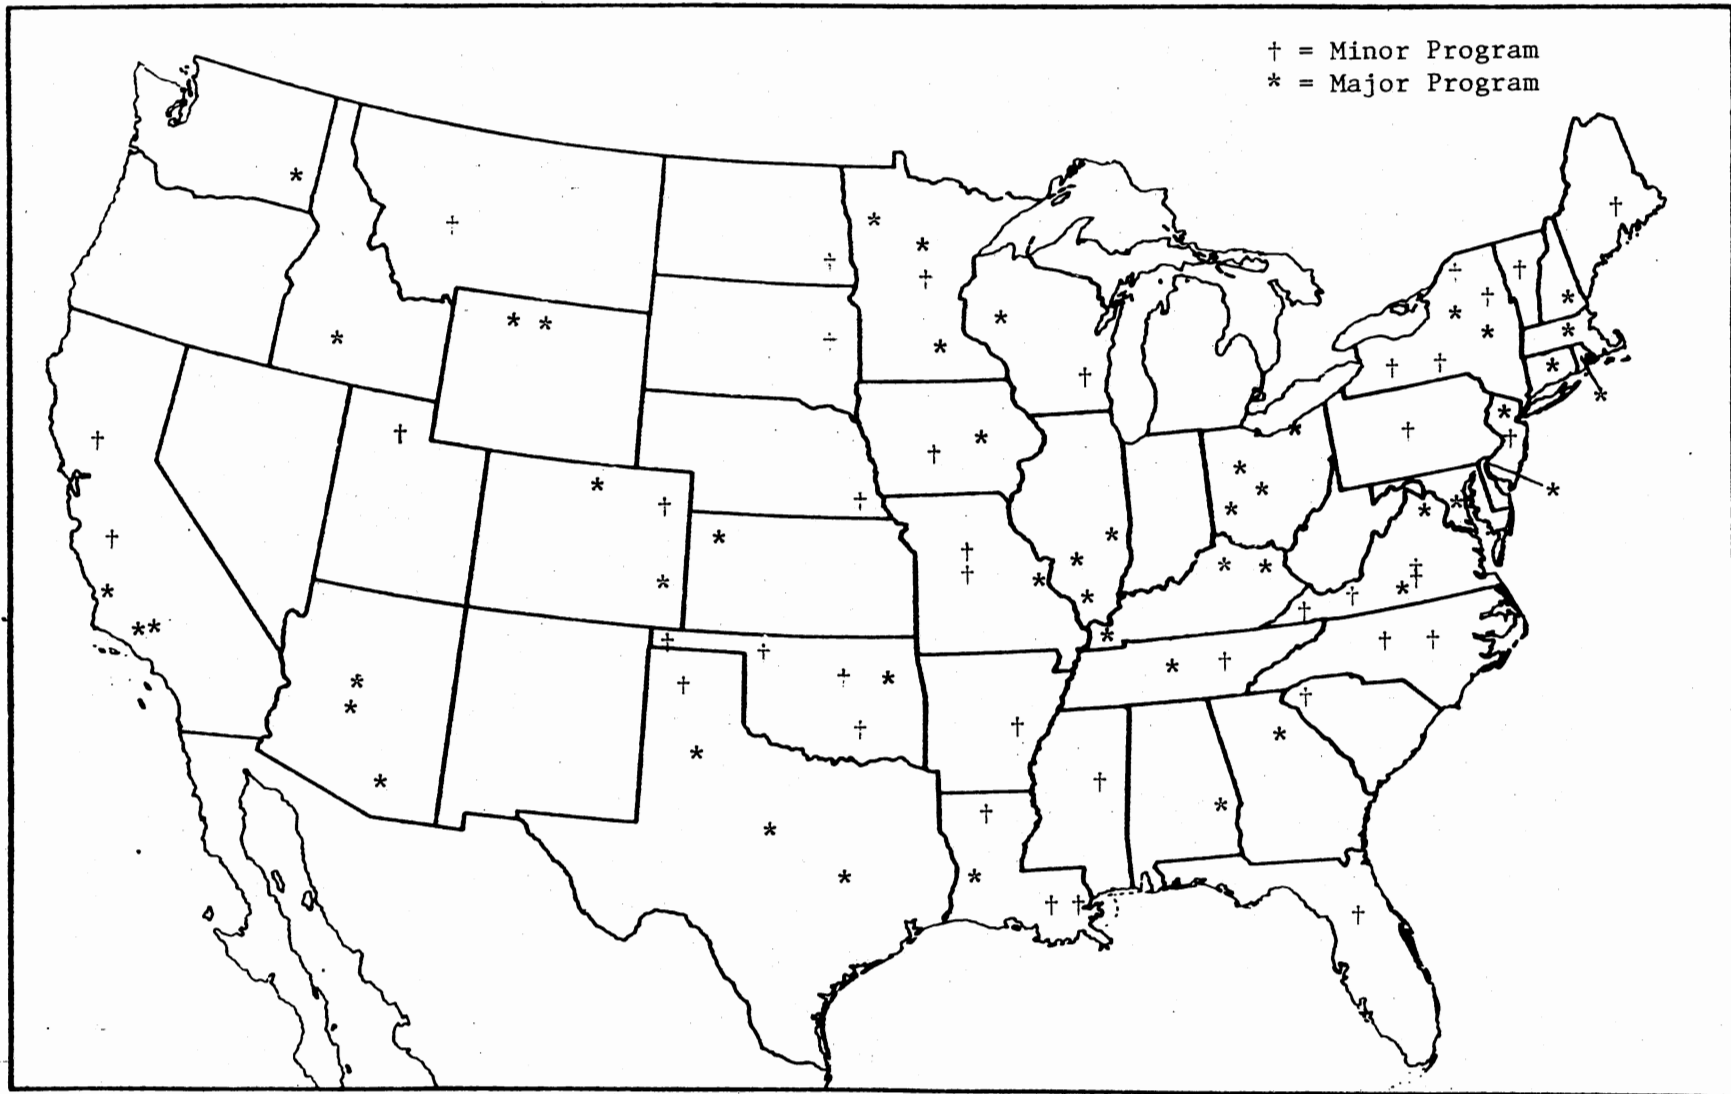 † = Minor Program
* = Major Program